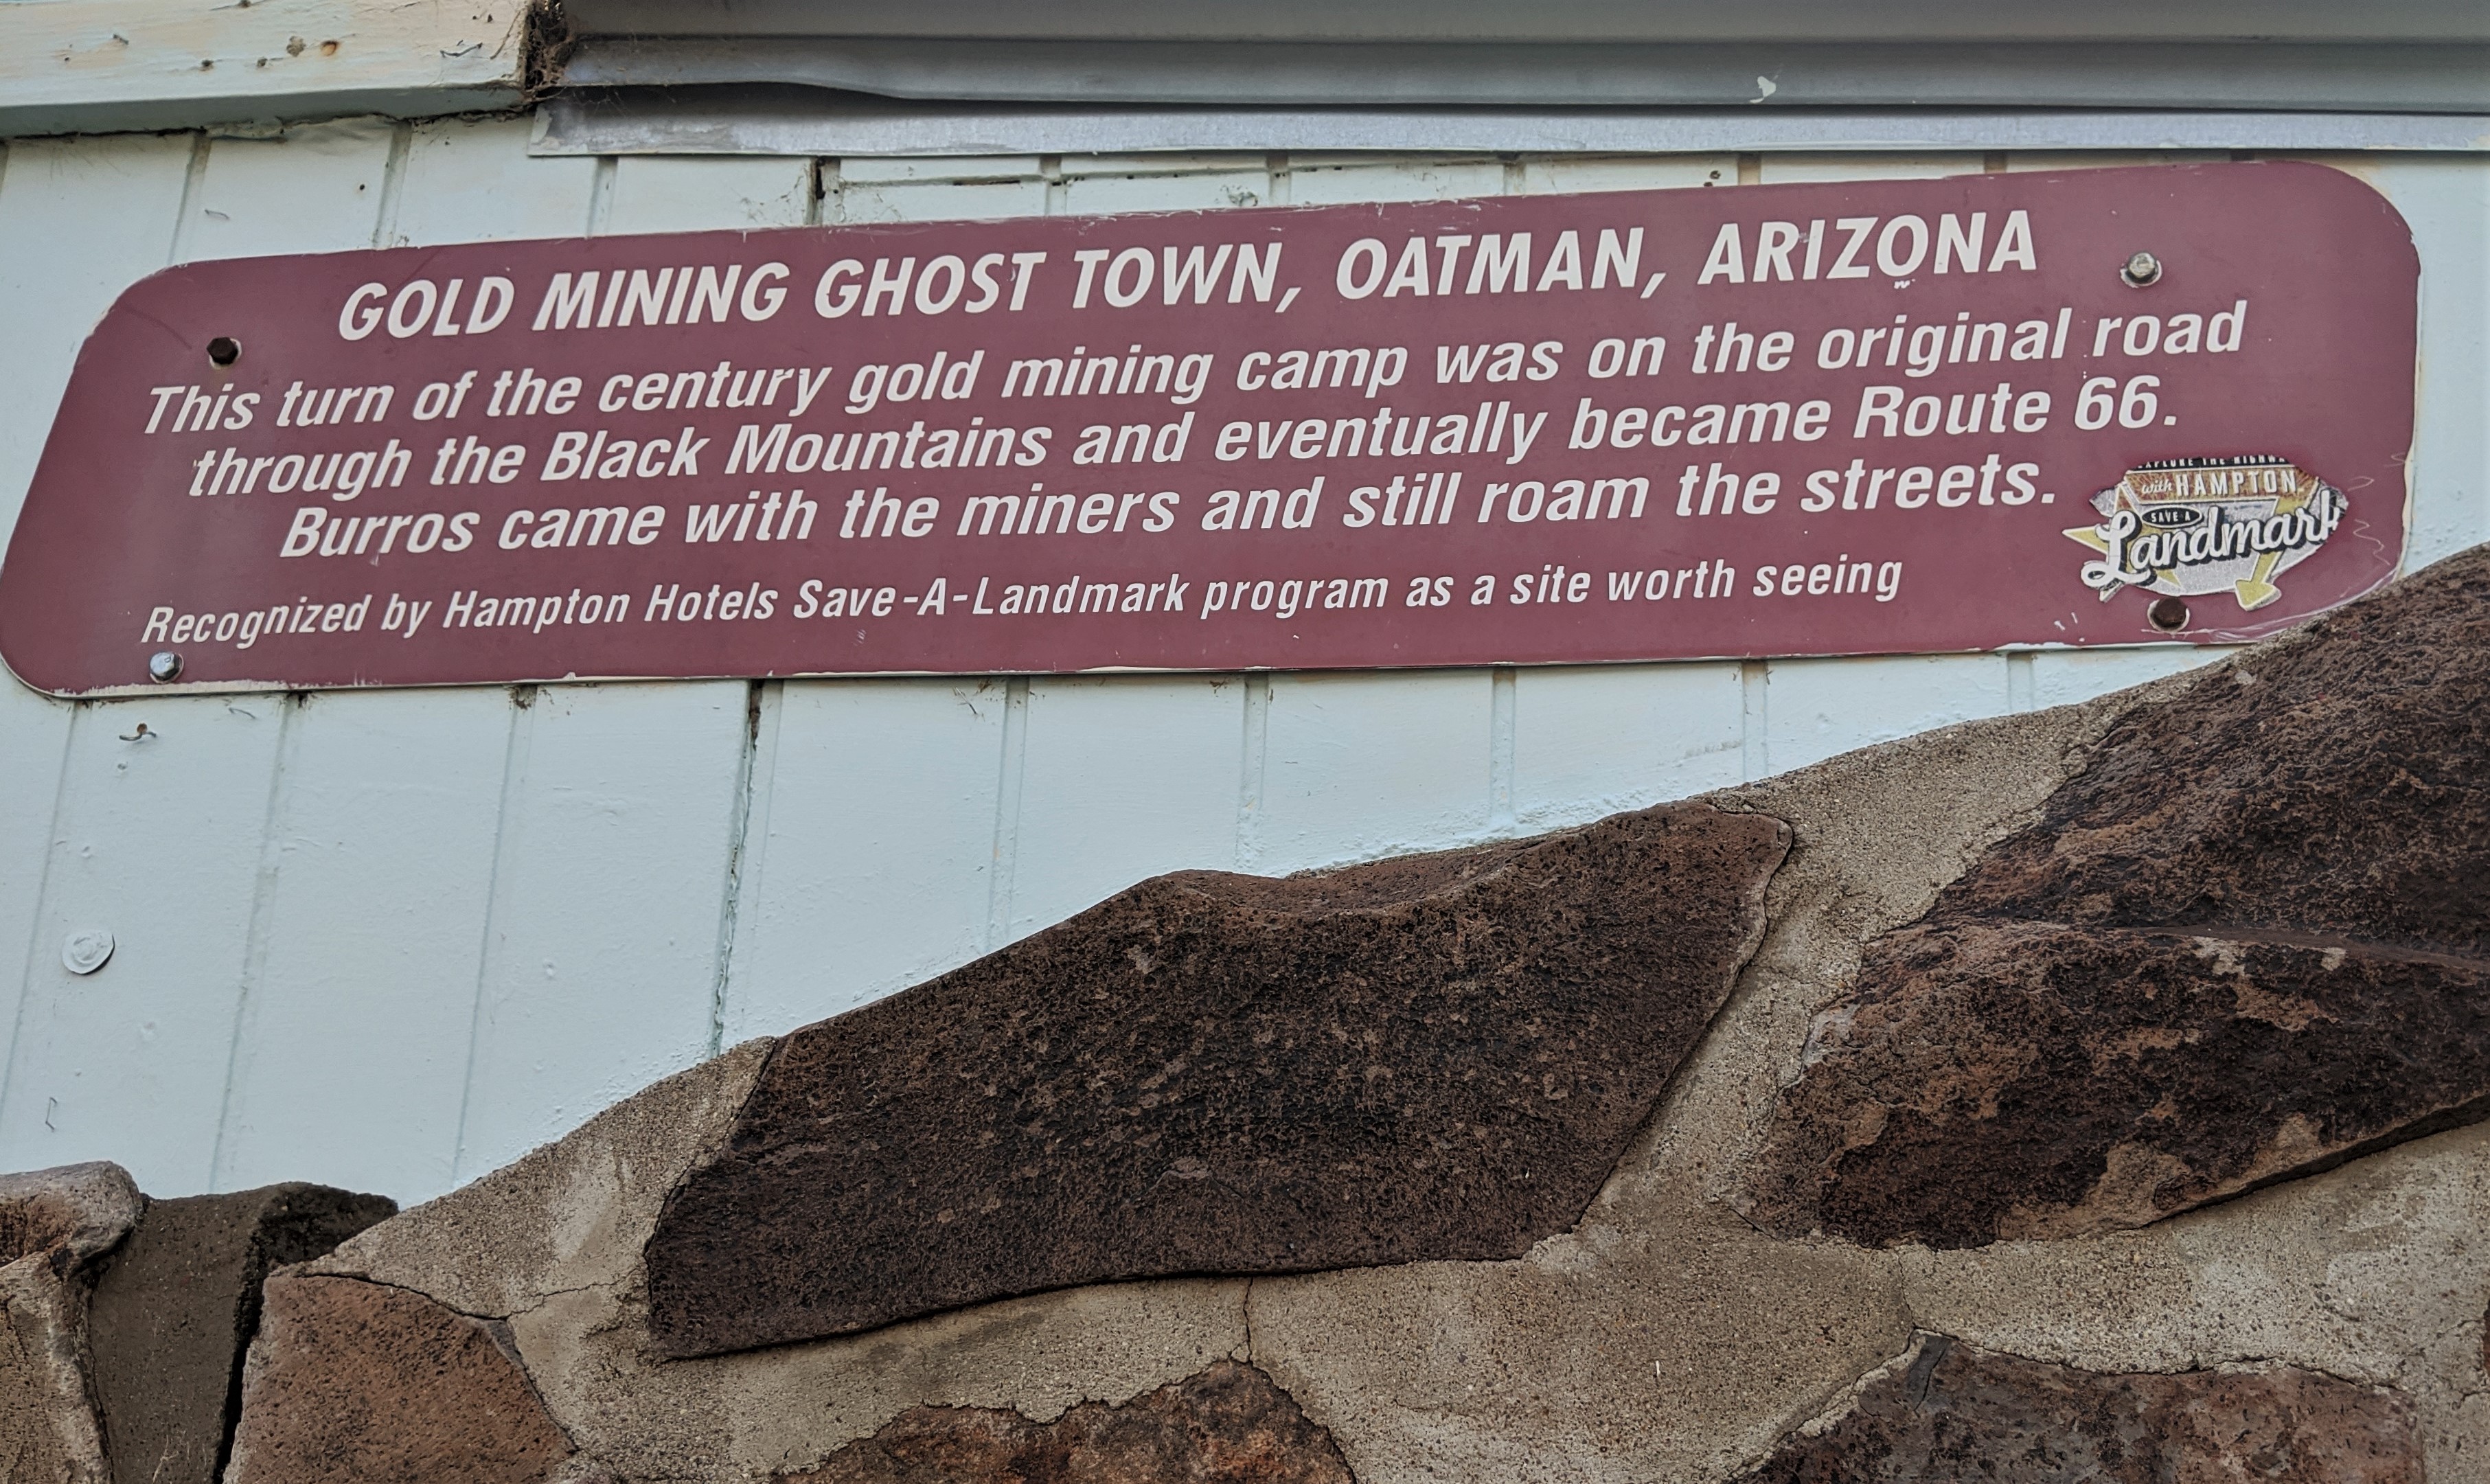 GOLD MINING GHOST TOWN, OATMAN, ARIZONA
This turn of the century gold mining camp was on the original road
through the Black Mountains and eventually became Route 66.
Burros came with the miners and still roam the streets.
Recognized by Hampton Hotels Save-A-Landmark program as a site worth seeing
with HAMPTON
SAVE A
Landmark